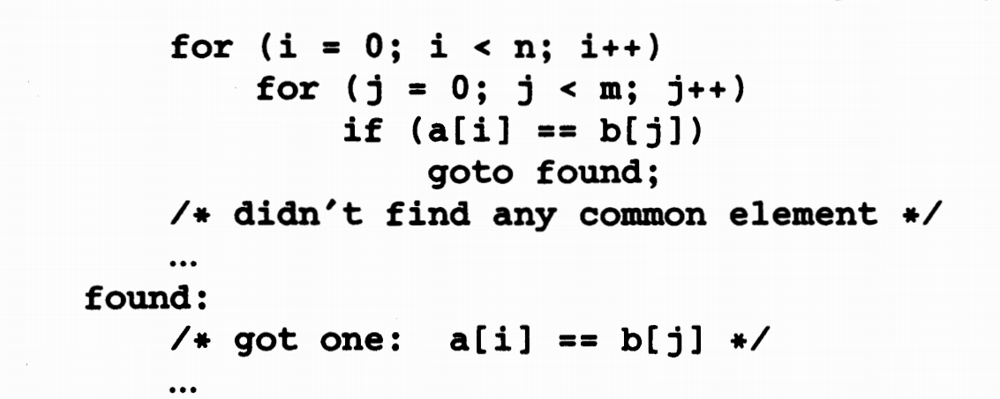 for (i = 0; i < n; i++)
for (j = 0; j < m; j++)
if (a[i] == b[j])
goto found;
/* didn't find any common element */
...
found:
/* got one:  a[i] == b[j] */
...